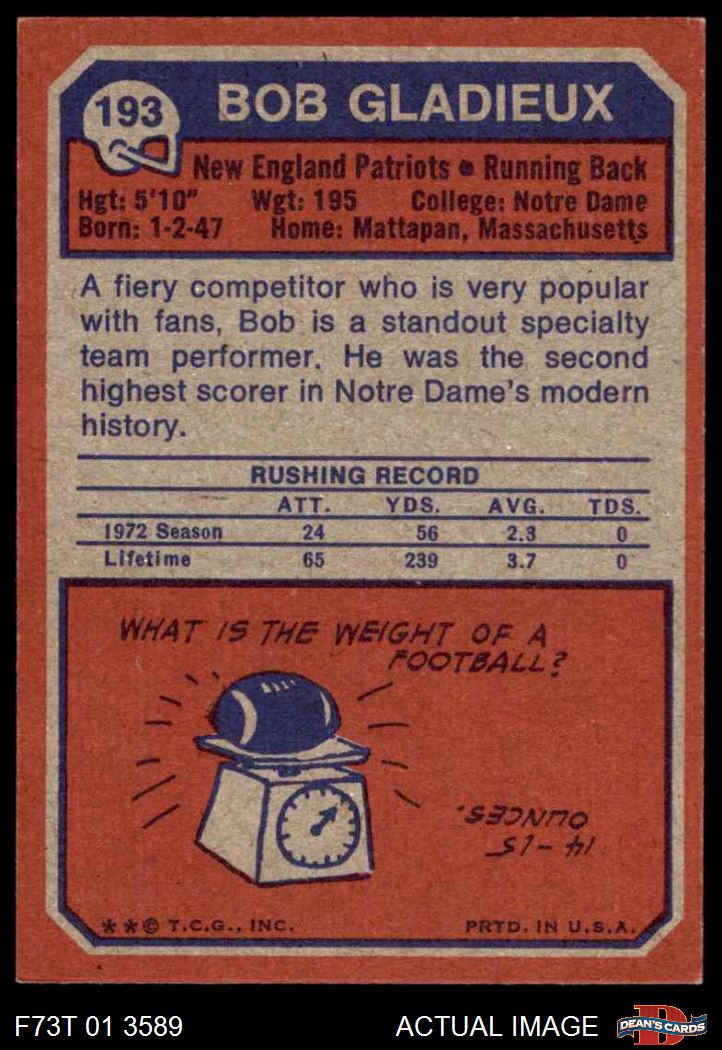 193
BOB GLADIEUX
New England Patriots • Running Back
Hgt: 5'10" Wgt: 195 College: Notre Dame
Born: 1-2-47 Home: Mattapan, Massachusetts
A fiery competitor who is very popular
with fans, Bob is a standout specialty
team performer. He was the second
highest scorer in Notre Dame's modern
history.
RUSHING RECORD
ATT. YDS. AVG. TDS.
1972 Season 24 56 2.3 0
Lifetime 65 239 3.7 0
WHAT IS THE WEIGHT OF A
FOOTBALL?
14-15
OUNCES.
**© T.C.G., INC. PRTD. IN U.S.A.
F73T 01 3589 ACTUAL IMAGE D DEAN'S CARDS